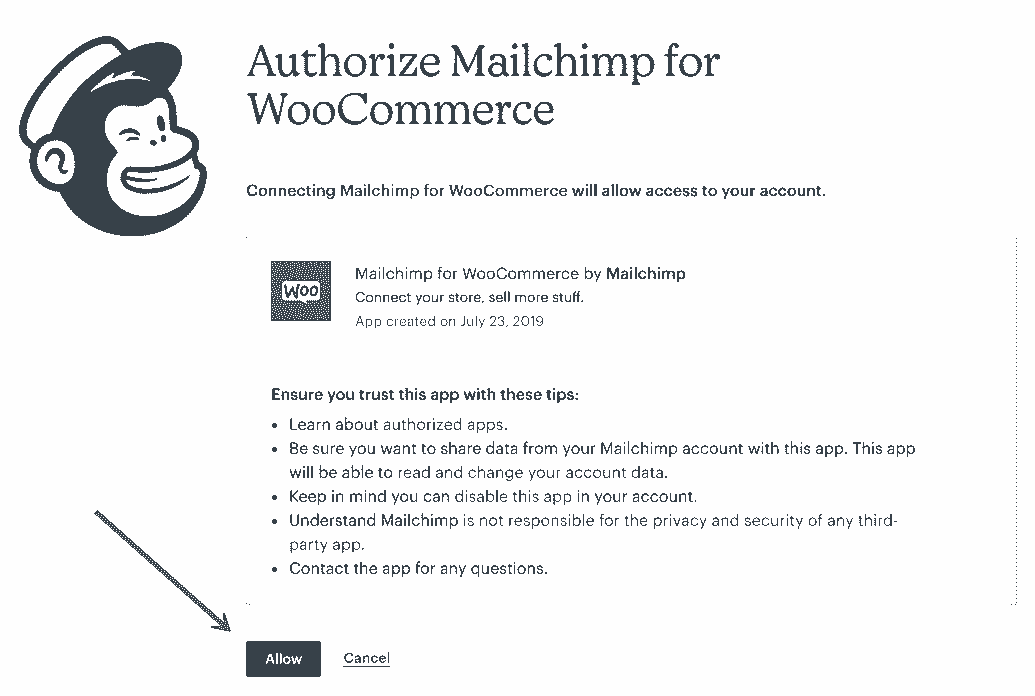 Authorize Mailchimp for
WooCommerce
Connecting Mailchimp for WooCommerce will allow access to your account.
Woo
Mailchimp for WooCommerce by Mailchimp
Connect your store, sell more stuff.
App created on July 23, 2019
Ensure you trust this app with these tips:
• Learn about authorized apps.
• Be sure you want to share data from your Mailchimp account with this app. This app
will be able to read and change your account data.
• Keep in mind you can disable this app in your account.
• Understand Mailchimp is not responsible for the privacy and security of any third-
party app.
• Contact the app for any questions.
Allow Cancel